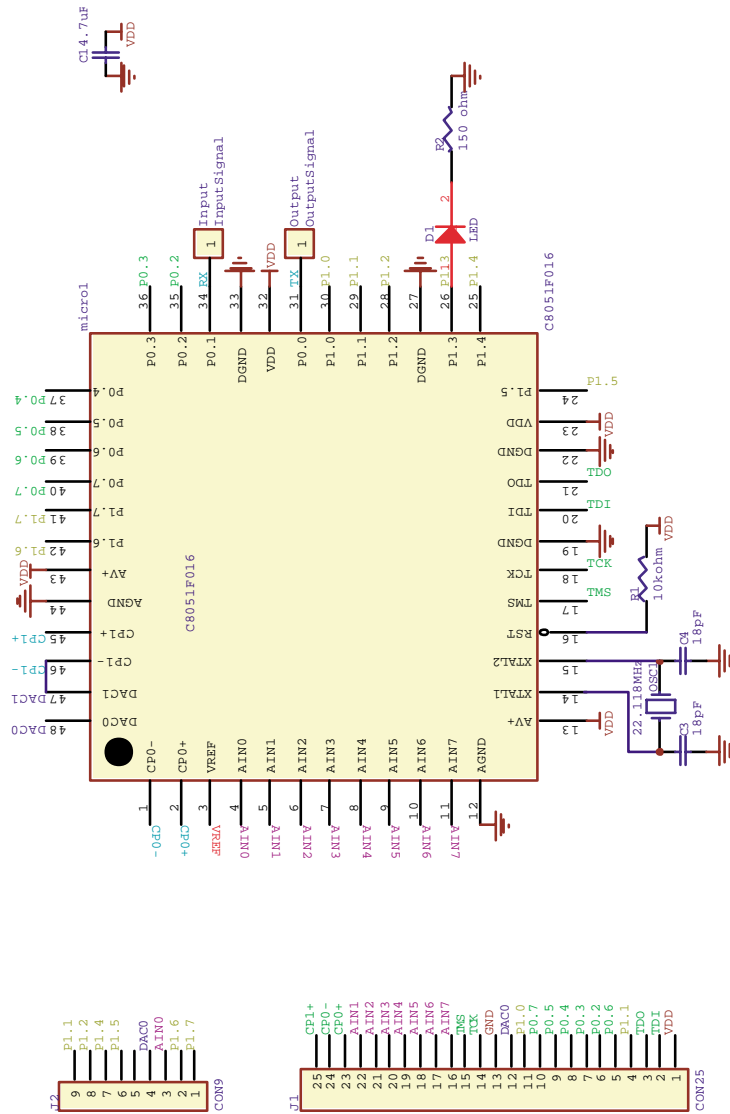 C1
4.7uF
VDD
Input
InputSignal
1
Output
OutputSignal
1
R2
150 ohm
2
D1
LED
micro1
C8051F016
C8051F016
36 P0.3 P0.3
35 P0.2 P0.2
34 RX P0.1
33 DGND
32 VDD VDD
31 TX P0.0
30 P1.0 P1.0
29 P1.1 P1.1
28 P1.2 P1.2
27 DGND
26 P1.3 P1.3
25 P1.4 P1.4
P0.4 37 P0.4
P0.5 38 P0.5
P0.6 39 P0.6
P0.7 40 P0.7
P1.7 41 P1.7
P1.6 42 P1.6
VDD 43 AV+
44 AGND
CP1+ 45 CP1+
CP1- 46 CP1-
DAC1 47 DAC1
DAC0 48 DAC0
P1.5 24 P1.5
VDD 23 VDD
DGND 22
TDO 21 TDO
TDI 20 TDI
DGND 19
TCK 18 TCK
TMS 17 TMS
RST 16
XTAL2 15
XTAL1 14
AV+ 13 VDD
VDD
R1
10kohm
C4
18pF
22.118MHz
OSC1
C3
18pF
CP0- 1 CP0-
CP0+ 2 CP0+
VREF 3 VREF
AIN0 4 AIN0
AIN1 5 AIN1
AIN2 6 AIN2
AIN3 7 AIN3
AIN4 8 AIN4
AIN5 9 AIN5
AIN6 10 AIN6
AIN7 11 AIN7
AGND 12
J2
CON9
P1.1 9
P1.2 8
P1.4 7
P1.5 6
5
DAC0 4
AIN0 3
P1.6 2
P1.7 1
J1
CON25
CP1+ 25
CP0- 24
CP0+ 23
AIN1 22
AIN2 21
AIN3 20
AIN4 19
AIN5 18
AIN6 17
AIN7 16
TMS 15
TCK 14
GND 13
DAC0 12
P1.0 11
P0.7 10
P0.5 9
P0.4 8
P0.3 7
P0.2 6
P0.6 5
P1.1 4
TDO 3
TDI 2
VDD 1